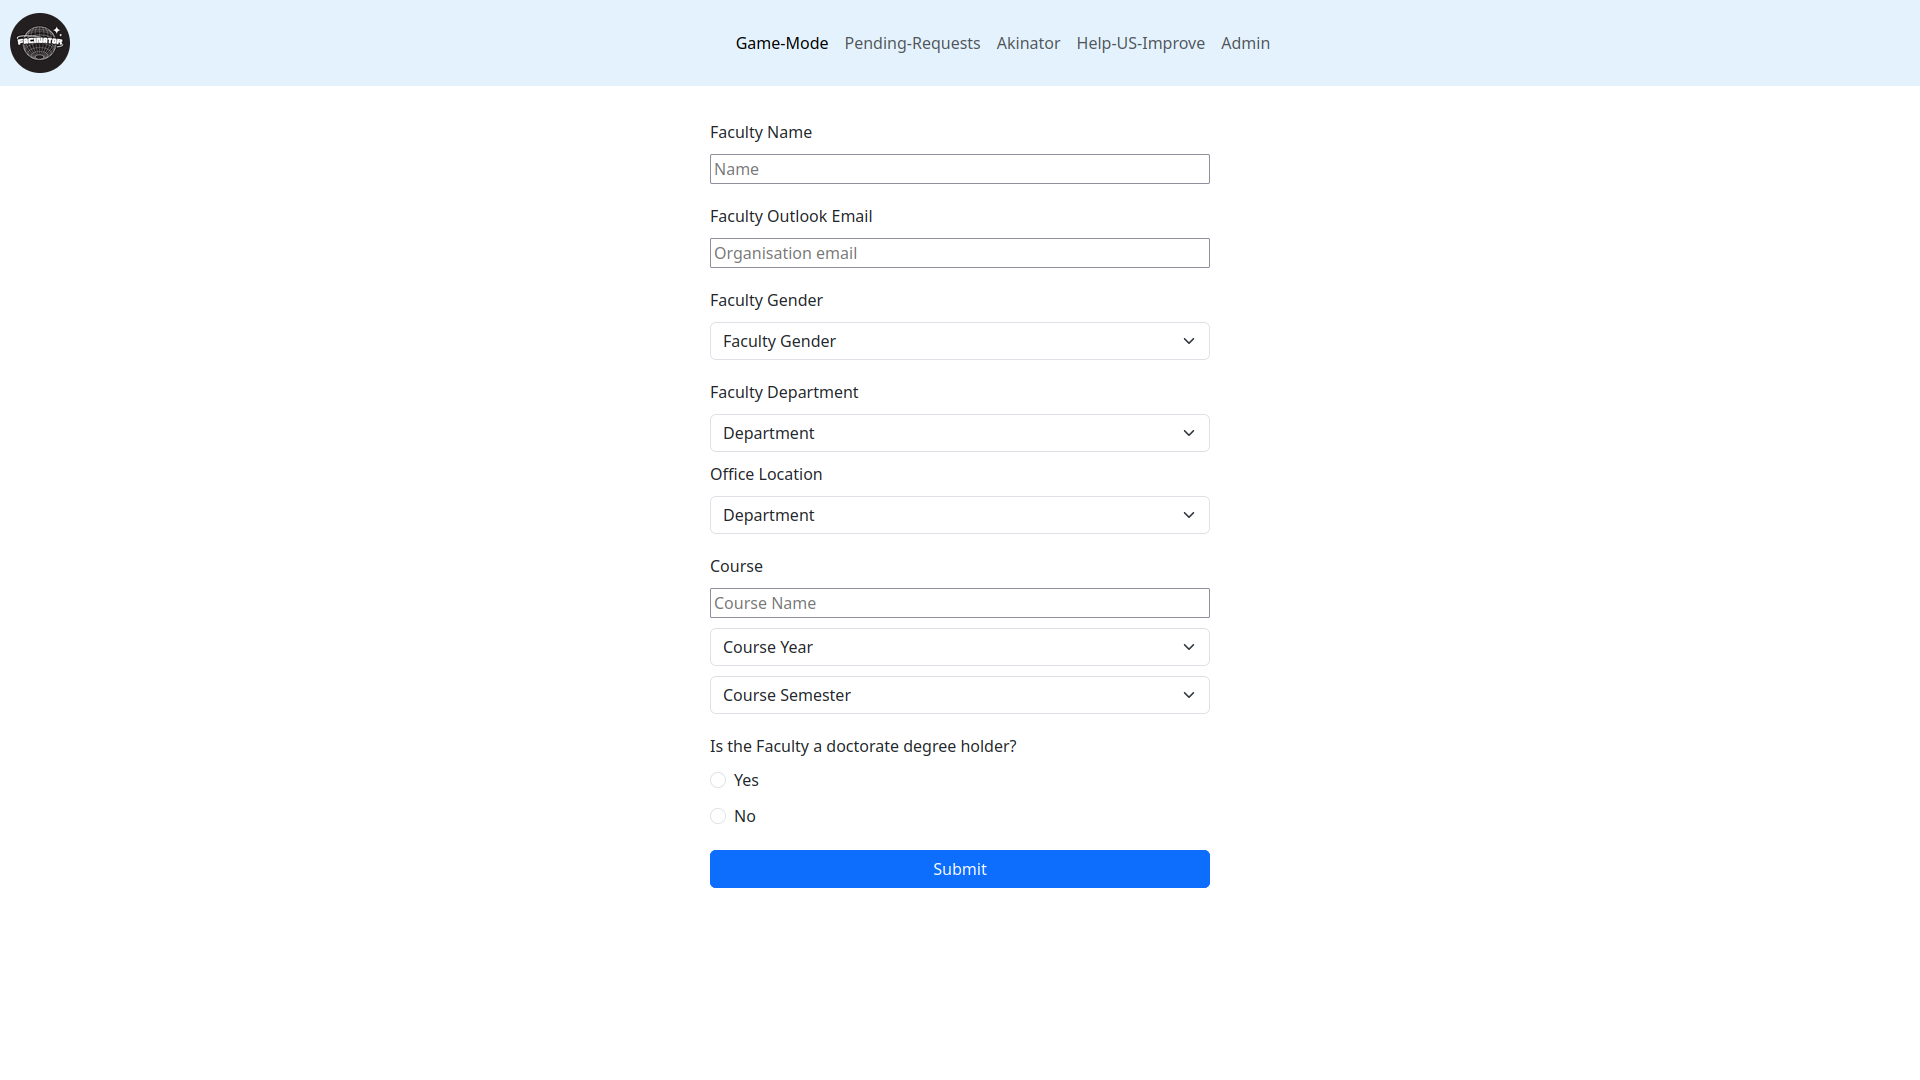 FACINATOR
Game-Mode Pending-Requests Akinator Help-US-Improve Admin
Faculty Name
Name
Faculty Outlook Email
Organisation email
Faculty Gender
Faculty Gender
Faculty Department
Department
Office Location
Department
Course
Course Name
Course Year
Course Semester
Is the Faculty a doctorate degree holder?
Yes
No
Submit